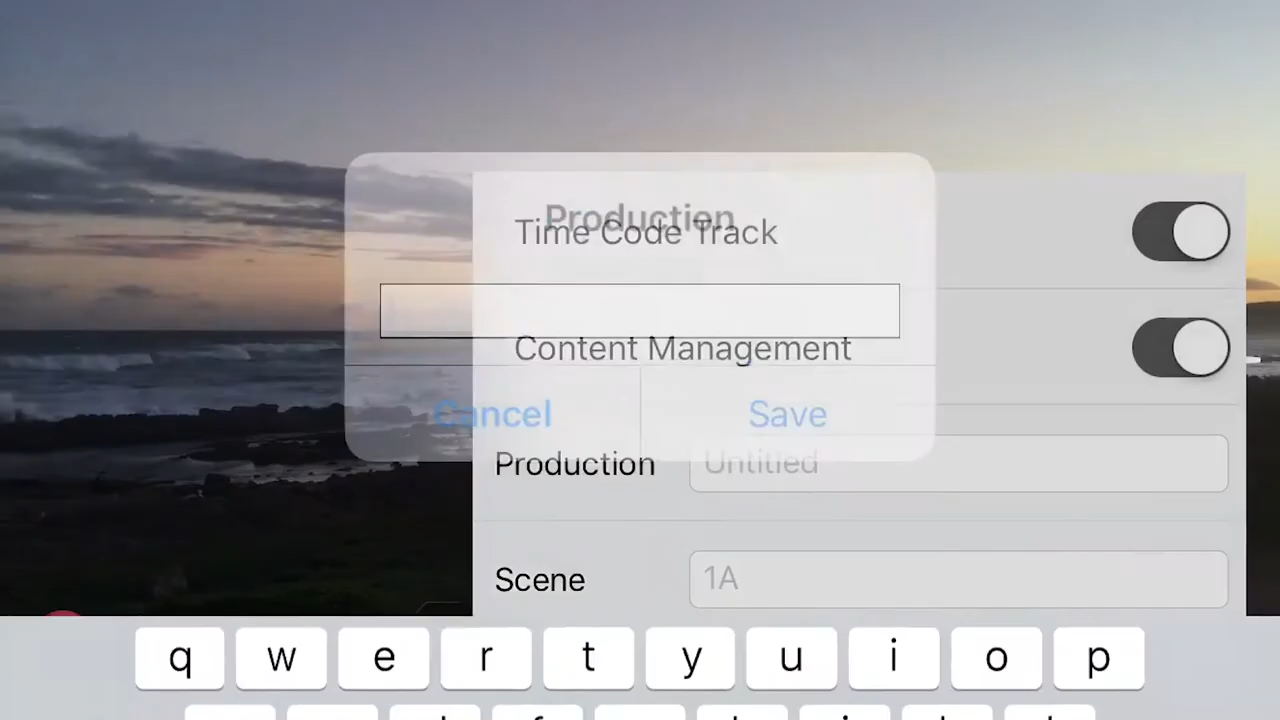 Production
Time Code Track
Content Management
Cancel Save
Production Untitled
Scene 1A
q w e r t y u i o p